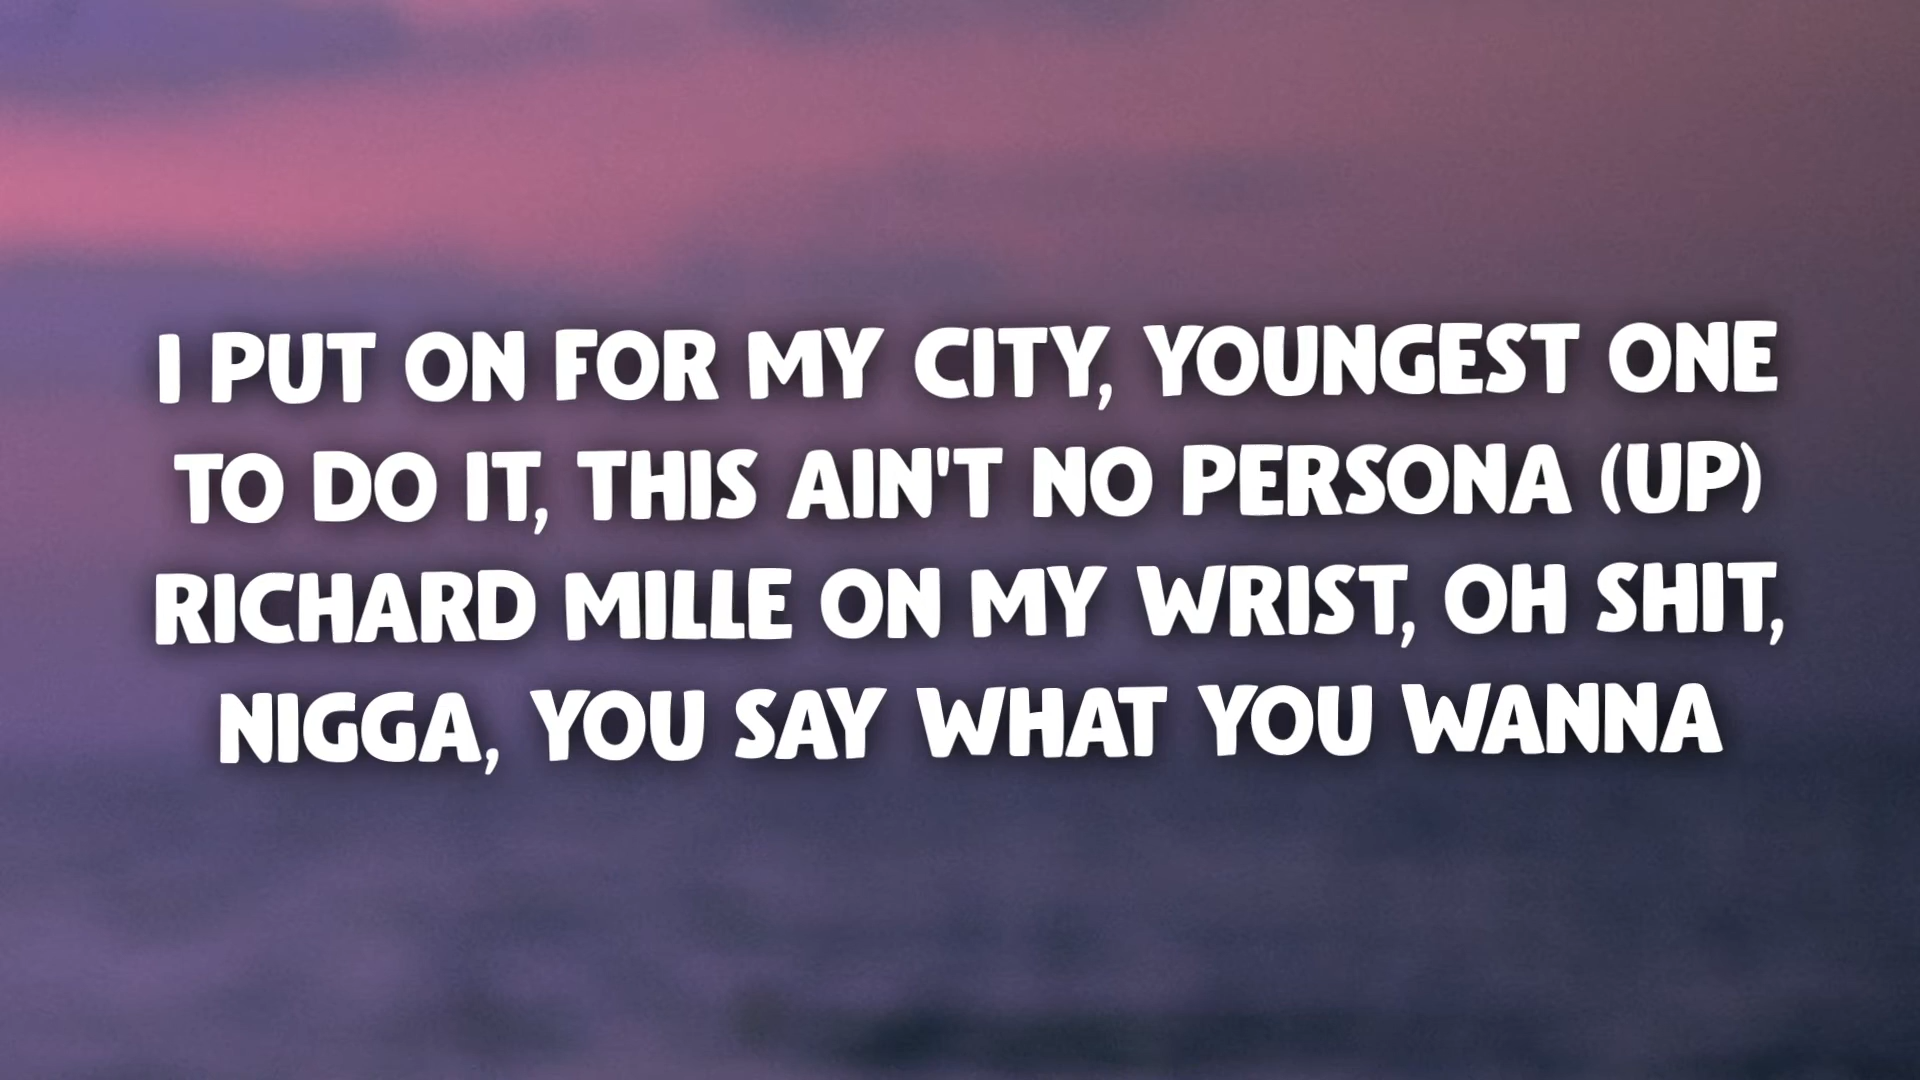 I PUT ON FOR MY CITY, YOUNGEST ONE
TO DO IT, THIS AIN'T NO PERSONA (UP)
RICHARD MILLE ON MY WRIST, OH SHIT,
NIGGA, YOU SAY WHAT YOU WANNA